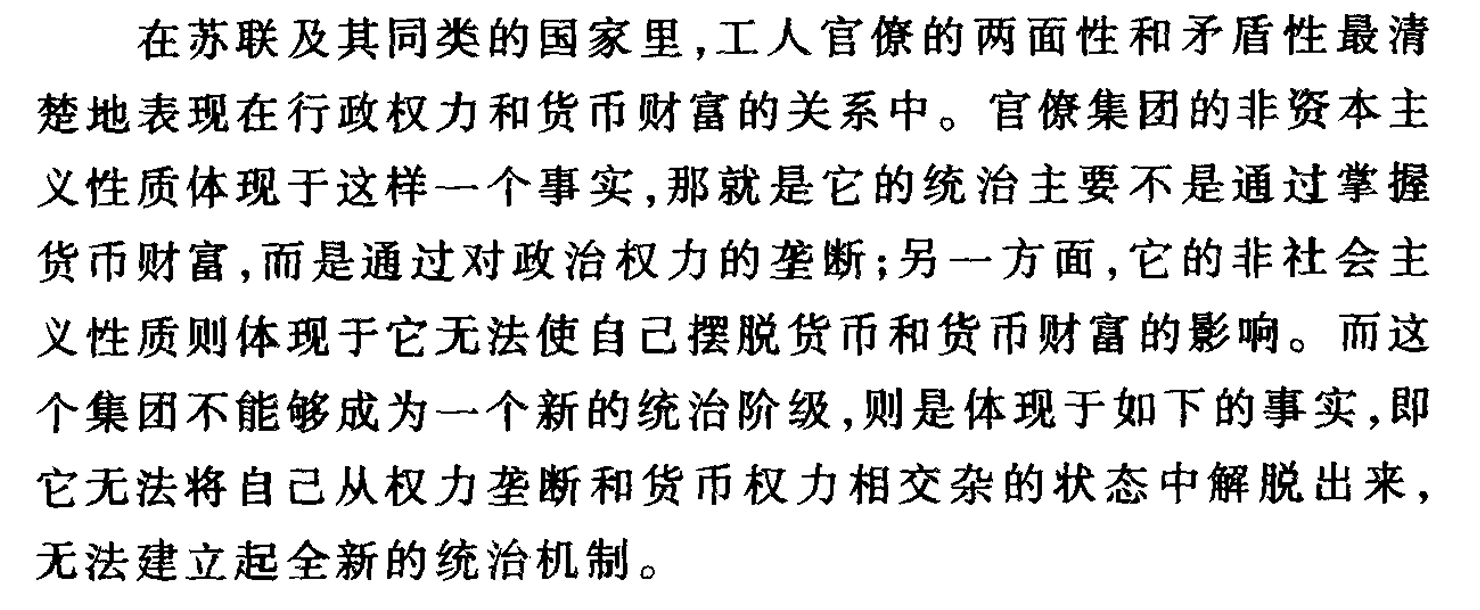 在苏联及其同类的国家里,工人官僚的两面性和矛盾性最清
楚地表现在行政权力和货币财富的关系中。官僚集团的非资本主
义性质体现于这样一个事实,那就是它的统治主要不是通过掌握
货币财富,而是通过对政治权力的垄断;另一方面,它的非社会主
义性质则体现于它无法使自己摆脱货币和货币财富的影响。而这
个集团不能够成为一个新的统治阶级,则是体现于如下的事实,即
它无法将自己从权力垄断和货币权力相交杂的状态中解脱出来,
无法建立起全新的统治机制。